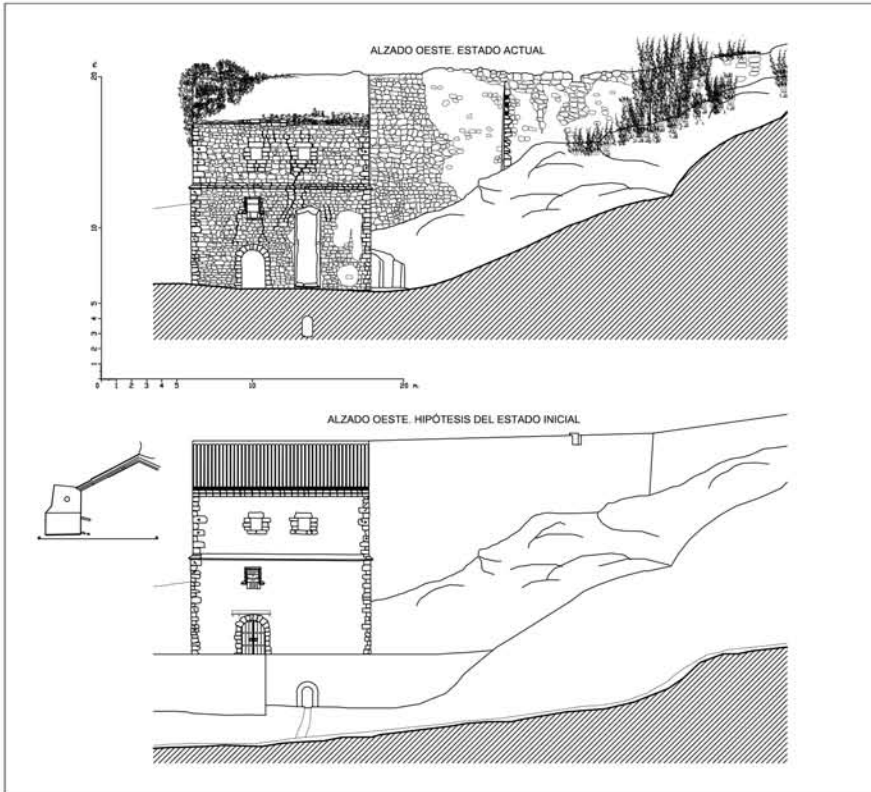 ALZADO OESTE. ESTADO ACTUAL
20
10
5
4
3
2
1
0 1 2 3 4 5 10 20 m.
ALZADO OESTE. HIPÓTESIS DEL ESTADO INICIAL